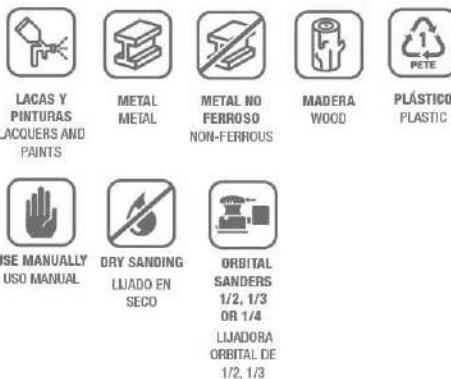 LACAS Y
PINTURAS
LACQUERS AND
PAINTS
METAL
METAL
METAL NO
FERROSO
NON-FERROUS
MADERA
WOOD
1
PETE
PLÁSTICO
PLASTIC
USE MANUALLY
USO MANUAL
DRY SANDING
LIJADO EN
SECO
ORBITAL
SANDERS
1/2, 1/3
OR 1/4
LIJADORA
ORBITAL DE
1/2, 1/3